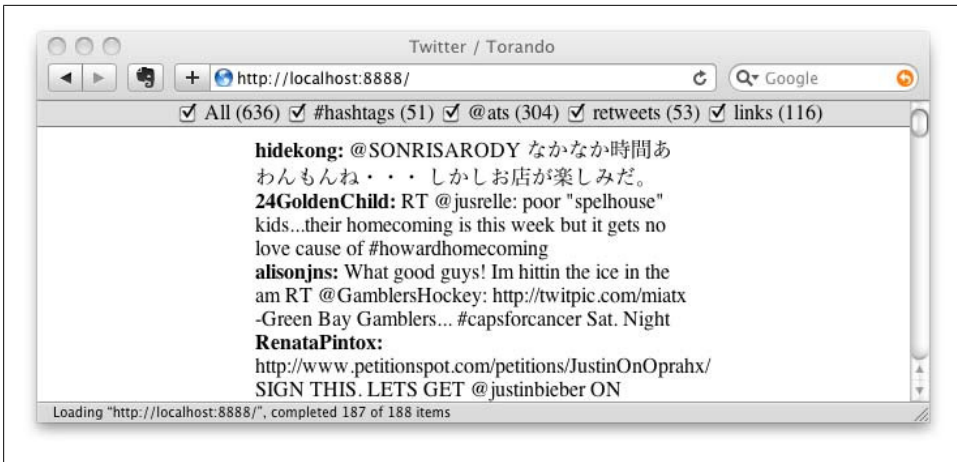 Twitter / Torando
http://localhost:8888/
Google
All (636) #hashtags (51) @ats (304) retweets (53) links (116)
hidekong: @SONRISARODY なかなか時間あ
わんもんね・・・ しかしお店が楽しみだ。
24GoldenChild: RT @jusrelle: poor "spelhouse"
kids...their homecoming is this week but it gets no
love cause of #howardhomecoming
alisonjns: What good guys! Im hittin the ice in the
am RT @GamblersHockey: http://twitpic.com/miatx
-Green Bay Gamblers... #capsforcancer Sat. Night
RenataPintox:
http://www.petitionspot.com/petitions/JustinOnOprahx/
SIGN THIS. LETS GET @justinbieber ON
Loading “http://localhost:8888/”, completed 187 of 188 items